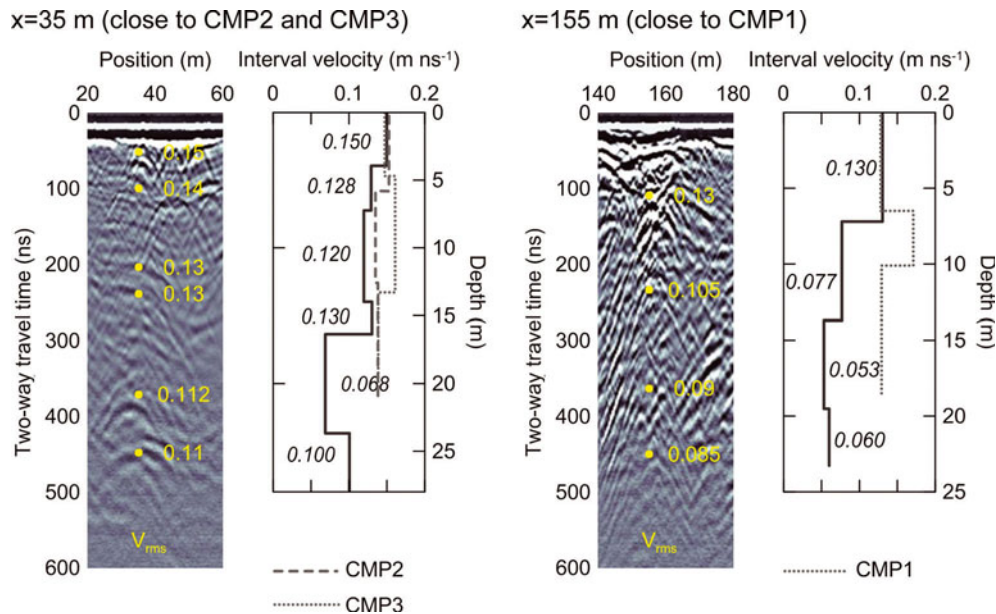 x=35 m (close to CMP2 and CMP3)
Position (m)
20 40 60
Interval velocity (m ns-1)
0 0.1 0.2
Two-way travel time (ns)
0
100
200
300
400
500
600
0.15
0.14
0.13
0.13
0.112
0.11
Vrms
0.150
0.128
0.120
0.130
0.068
0.100
Depth (m)
0
5
10
15
20
25
CMP2
CMP3
x=155 m (close to CMP1)
Position (m)
140 160 180
Interval velocity (m ns-1)
0 0.1 0.2
Two-way travel time (ns)
0
100
200
300
400
500
600
0.13
0.105
0.09
0.085
Vrms
0.130
0.077
0.053
0.060
Depth (m)
0
5
10
15
20
25
CMP1